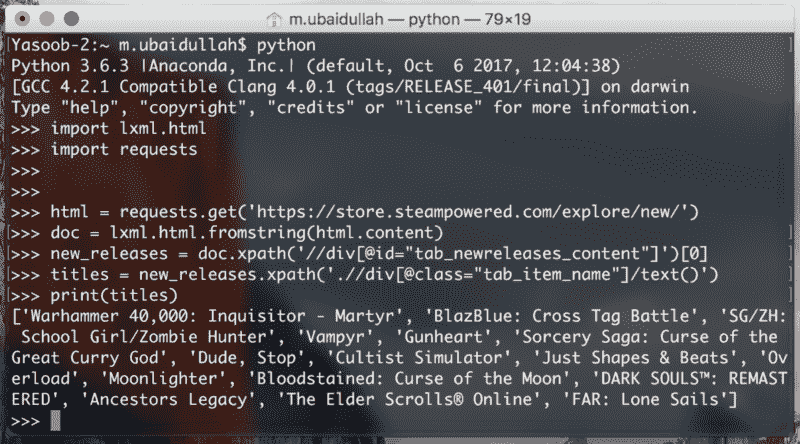 m.ubaidullah — python — 79×19
Yasoob-2:~ m.ubaidullah$ python
Python 3.6.3 |Anaconda, Inc.| (default, Oct  6 2017, 12:04:38)
[GCC 4.2.1 Compatible Clang 4.0.1 (tags/RELEASE_401/final)] on darwin
Type "help", "copyright", "credits" or "license" for more information.
>>> import lxml.html
>>> import requests
>>>
>>>
>>> html = requests.get('https://store.steampowered.com/explore/new/')
>>> doc = lxml.html.fromstring(html.content)
>>> new_releases = doc.xpath('//div[@id="tab_newreleases_content"]')[0]
>>> titles = new_releases.xpath('.//div[@class="tab_item_name"]/text()')
>>> print(titles)
['Warhammer 40,000: Inquisitor - Martyr', 'BlazBlue: Cross Tag Battle', 'SG/ZH:
 School Girl/Zombie Hunter', 'Vampyr', 'Gunheart', 'Sorcery Saga: Curse of the
Great Curry God', 'Dude, Stop', 'Cultist Simulator', 'Just Shapes & Beats', 'Ov
erload', 'Moonlighter', 'Bloodstained: Curse of the Moon', 'DARK SOULS™: REMAST
ERED', 'Ancestors Legacy', 'The Elder Scrolls® Online', 'FAR: Lone Sails']
>>>